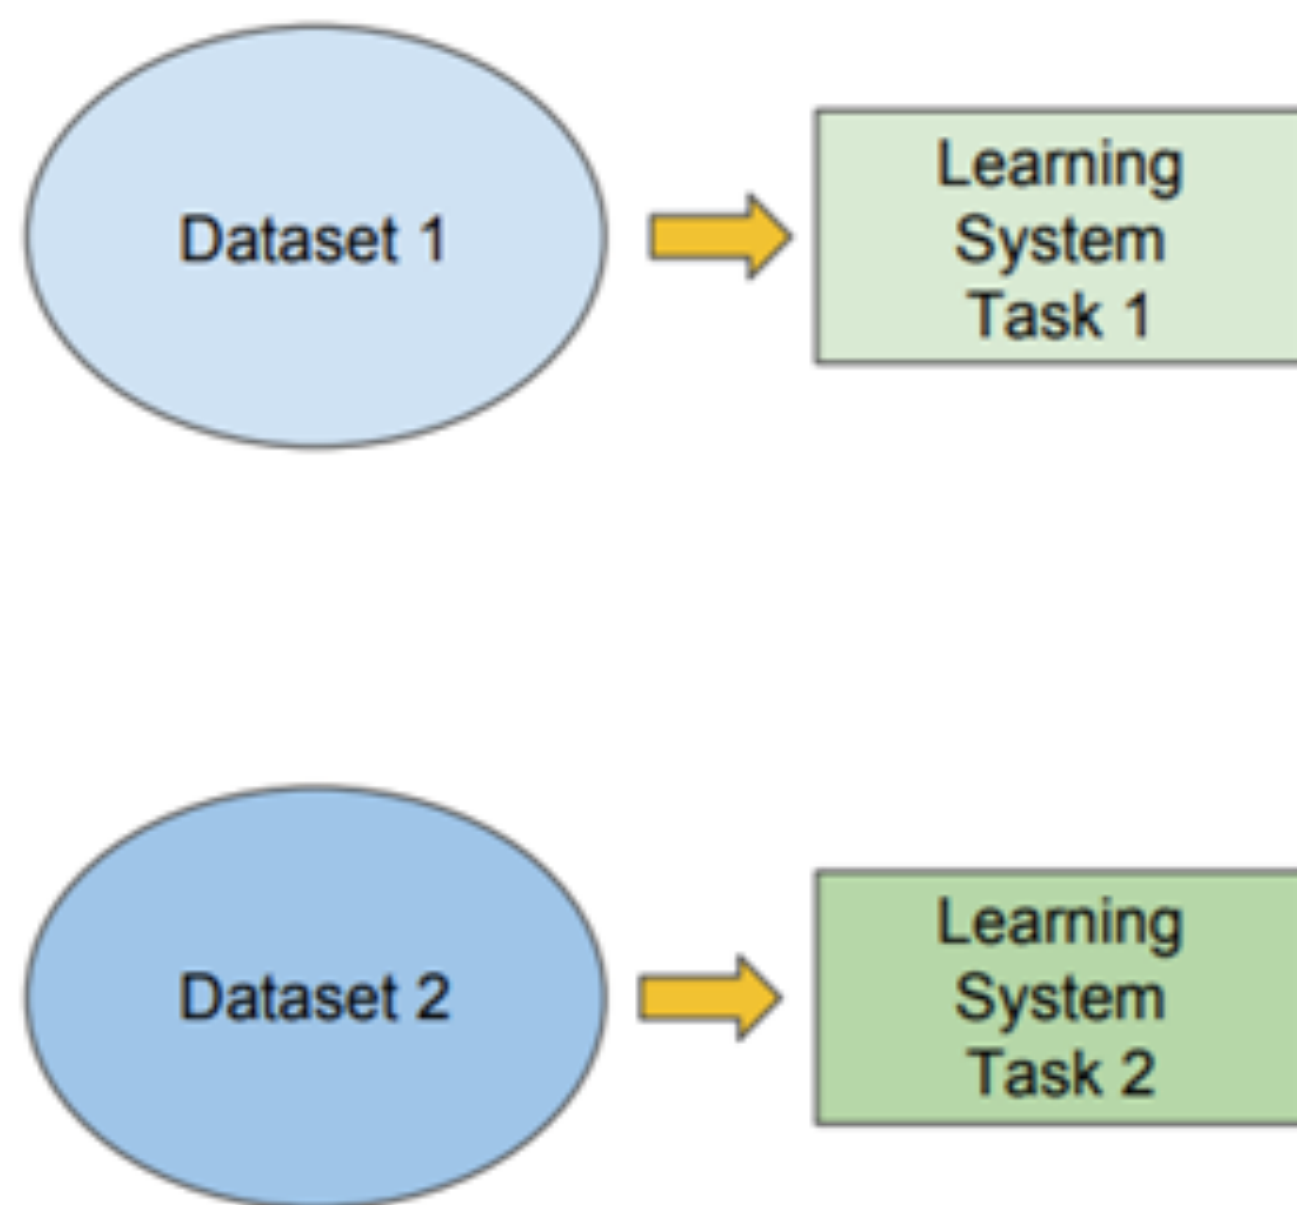 Dataset 1
Learning
System
Task 1
Dataset 2
Learning
System
Task 2